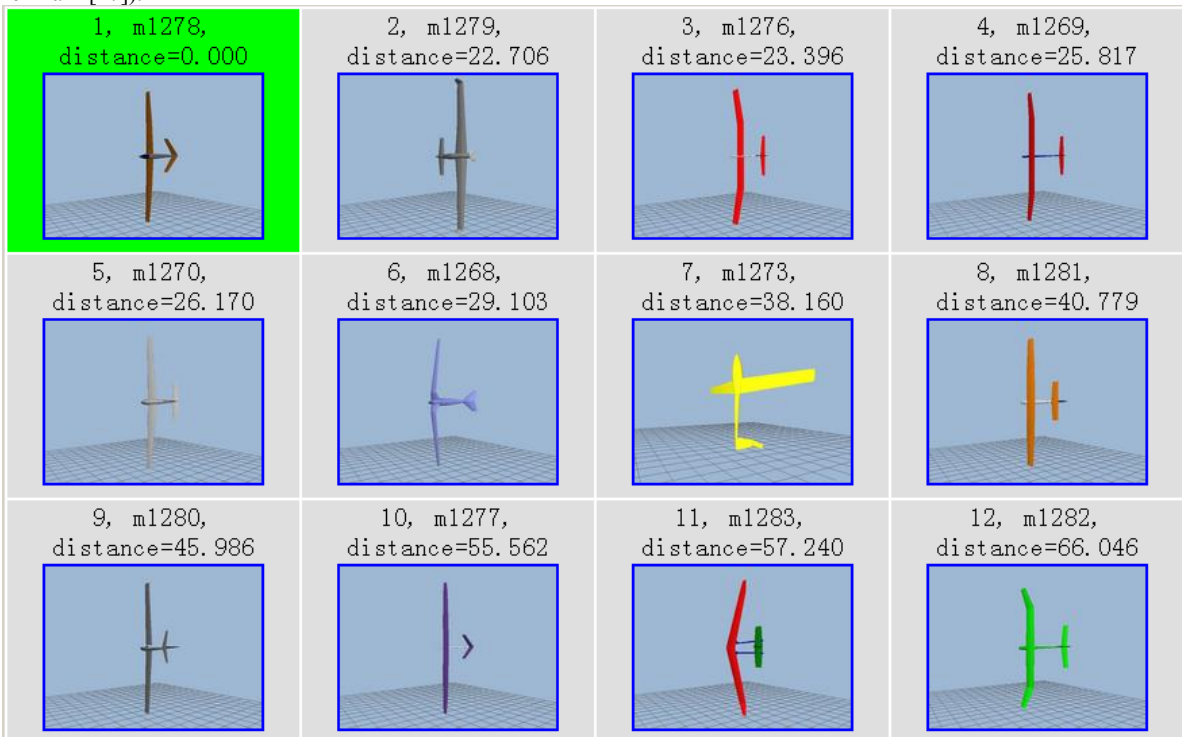 1, m1278,
distance=0.000
2, m1279,
distance=22.706
3, m1276,
distance=23.396
4, m1269,
distance=25.817
5, m1270,
distance=26.170
6, m1268,
distance=29.103
7, m1273,
distance=38.160
8, m1281,
distance=40.779
9, m1280,
distance=45.986
10, m1277,
distance=55.562
11, m1283,
distance=57.240
12, m1282,
distance=66.046